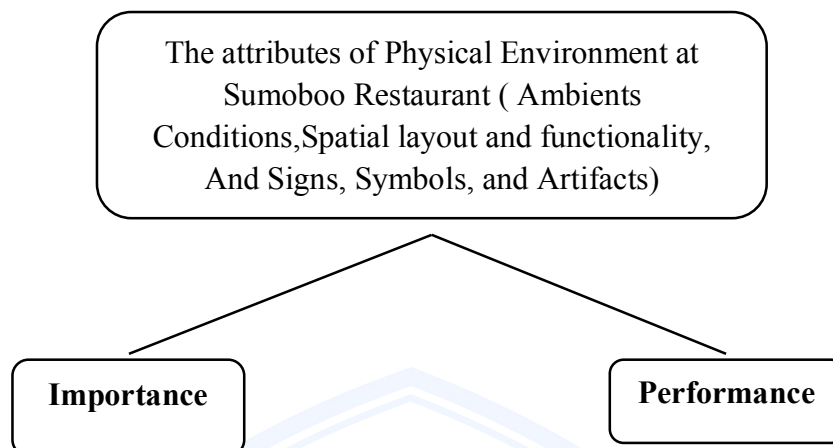 The attributes of Physical Environment at
Sumoboo Restaurant ( Ambients
Conditions,Spatial layout and functionality,
And Signs, Symbols, and Artifacts)
Importance
Performance